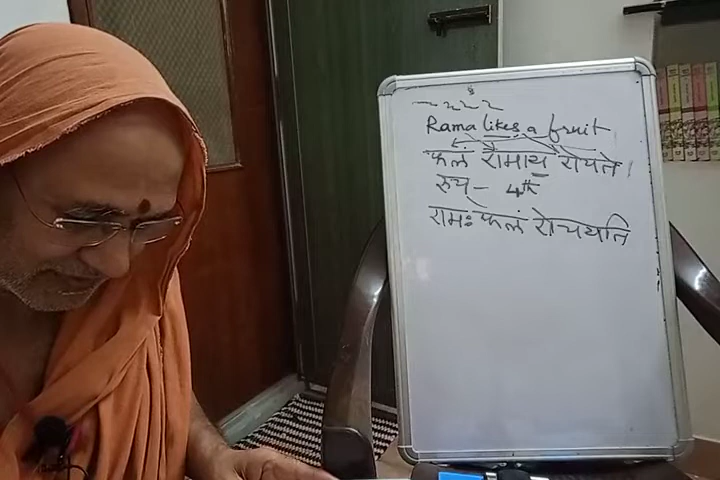 Rama likes a fruit
फलं रामाय रोचते
रुच् - 4th
रामः फलं रोचयति